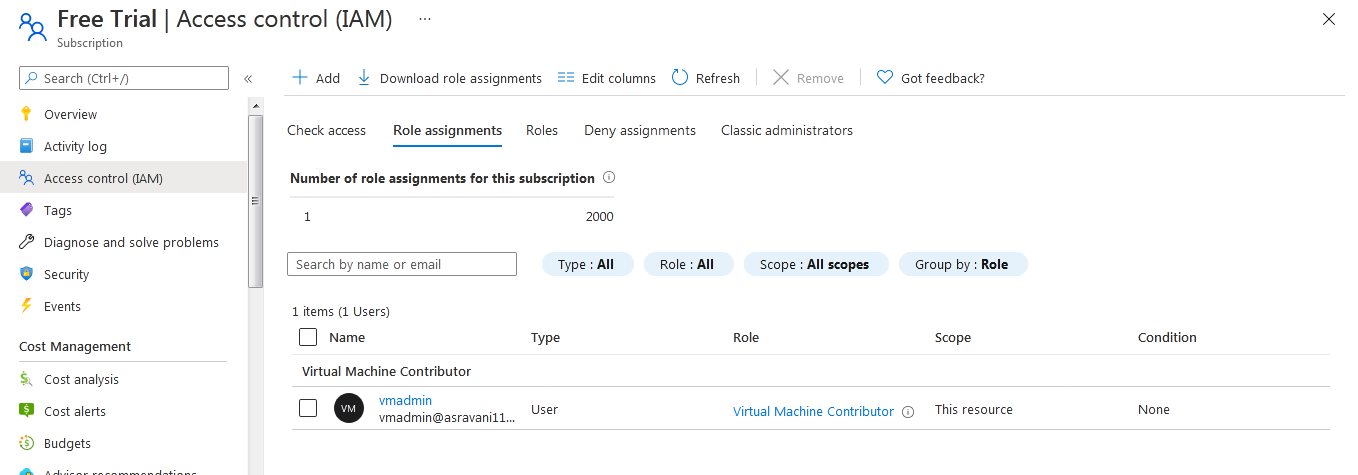 Free Trial | Access control (IAM) ...
Subscription
Search (Ctrl+/) «
Overview
Activity log
Access control (IAM)
Tags
Diagnose and solve problems
Security
Events
Cost Management
Cost analysis
Cost alerts
Budgets
Advisor recommendations
Add Download role assignments Edit columns Refresh Remove Got feedback?
Check access Role assignments Roles Deny assignments Classic administrators
Number of role assignments for this subscription
1 2000
Search by name or email Type : All Role : All Scope : All scopes Group by : Role
1 items (1 Users)
Name Type Role Scope Condition
Virtual Machine Contributor
VM vmadmin
vmadmin@asravani11... User Virtual Machine Contributor This resource None